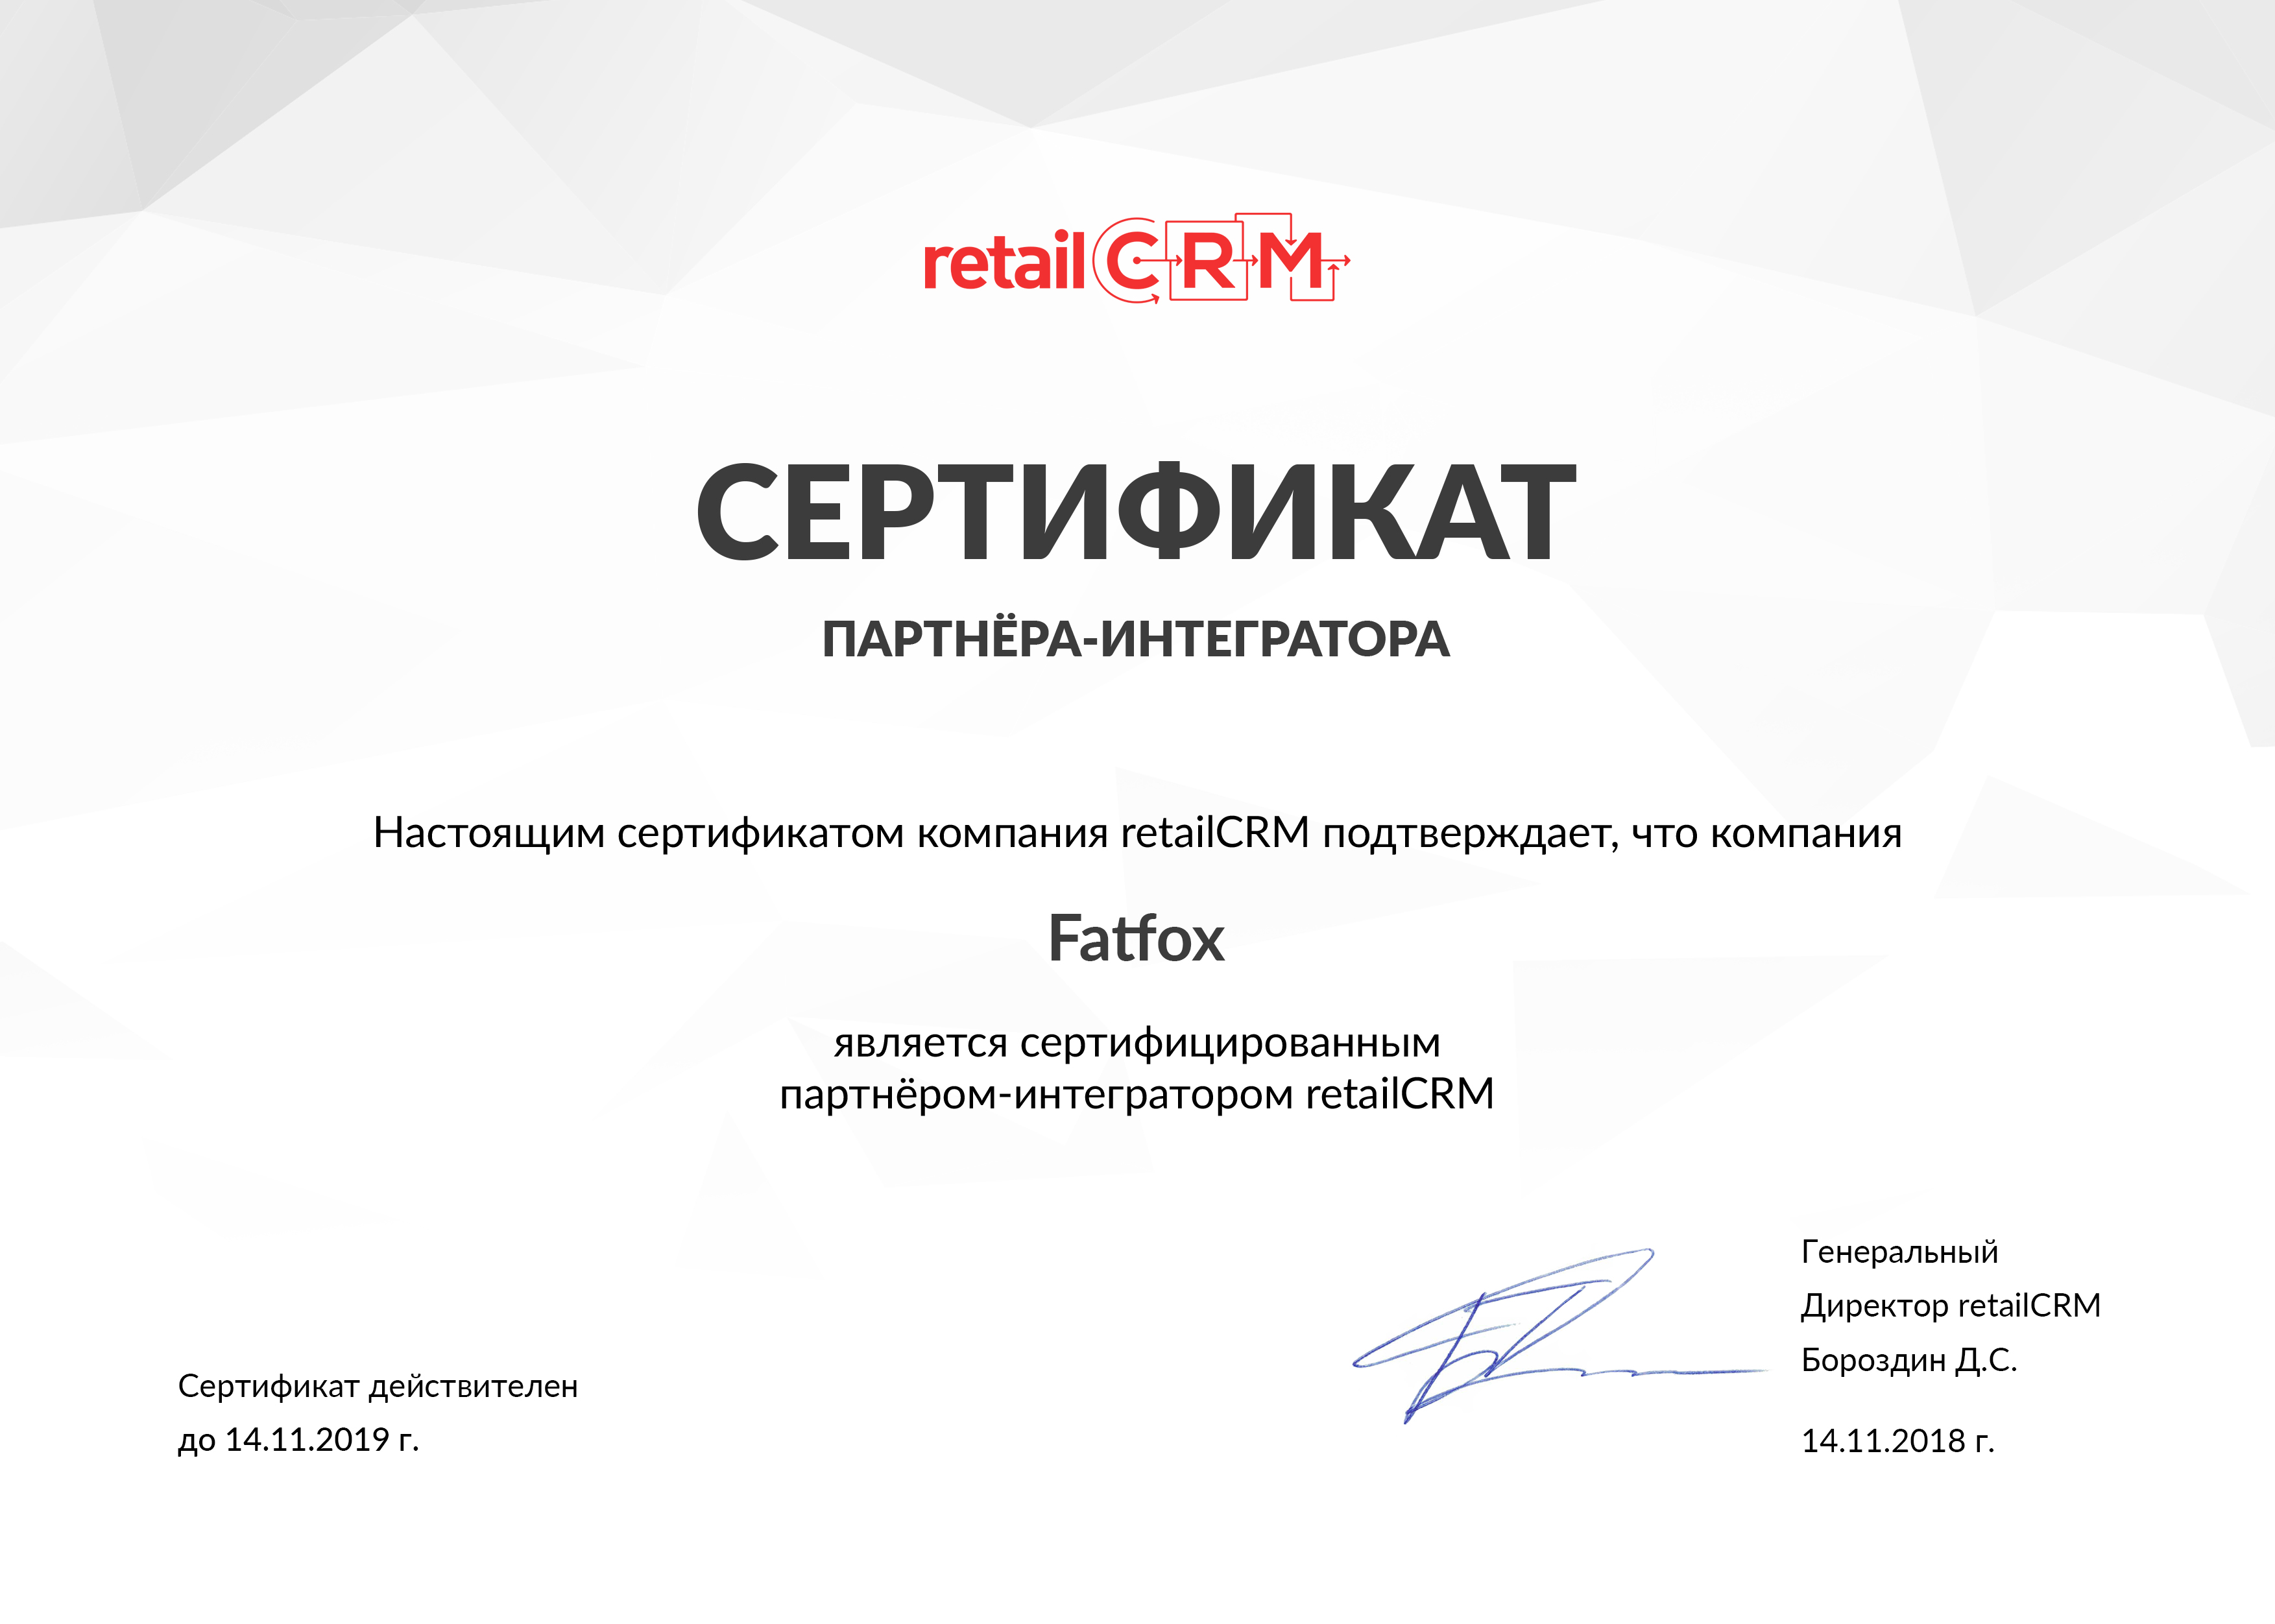 retailCRM
СЕРТИФИКАТ
ПАРТНЁРА-ИНТЕГРАТОРА
Настоящим сертификатом компания retailCRM подтверждает, что компания
Fatfox
является сертифицированным
партнёром-интегратором retailCRM
Генеральный
Директор retailCRM
Бороздин Д.С.
14.11.2018 г.
Сертификат действителен
до 14.11.2019 г.